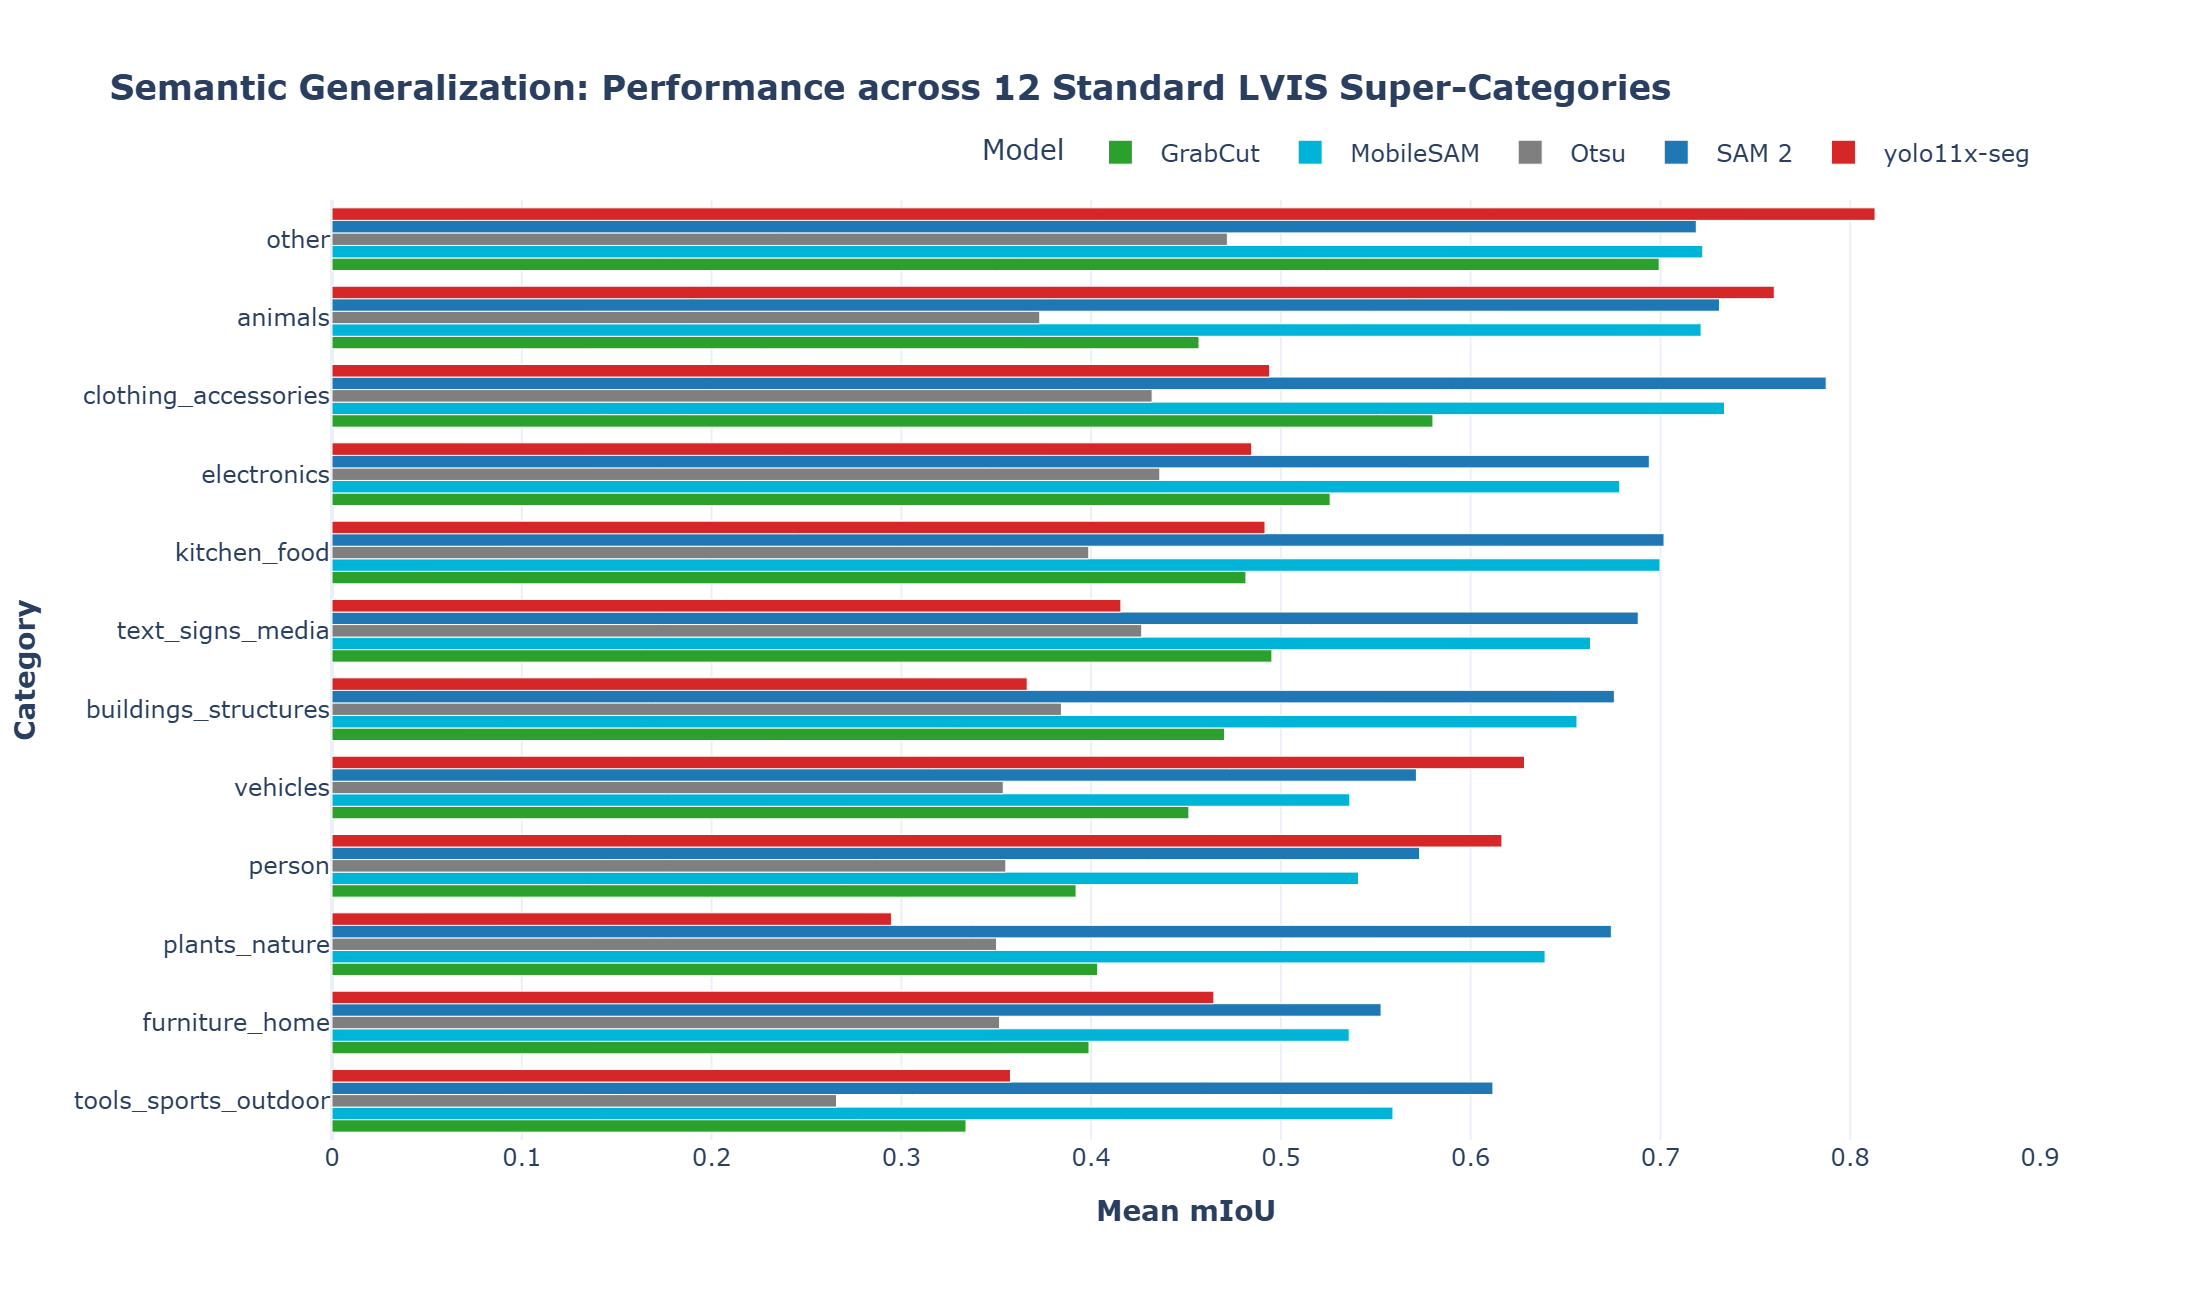 Semantic Generalization: Performance across 12 Standard LVIS Super-Categories
Model GrabCut MobileSAM Otsu SAM 2 yolo11x-seg
other
animals
clothing_accessories
electronics
kitchen_food
text_signs_media
buildings_structures
vehicles
person
plants_nature
furniture_home
tools_sports_outdoor
Category
0 0.1 0.2 0.3 0.4 0.5 0.6 0.7 0.8 0.9
Mean mIoU